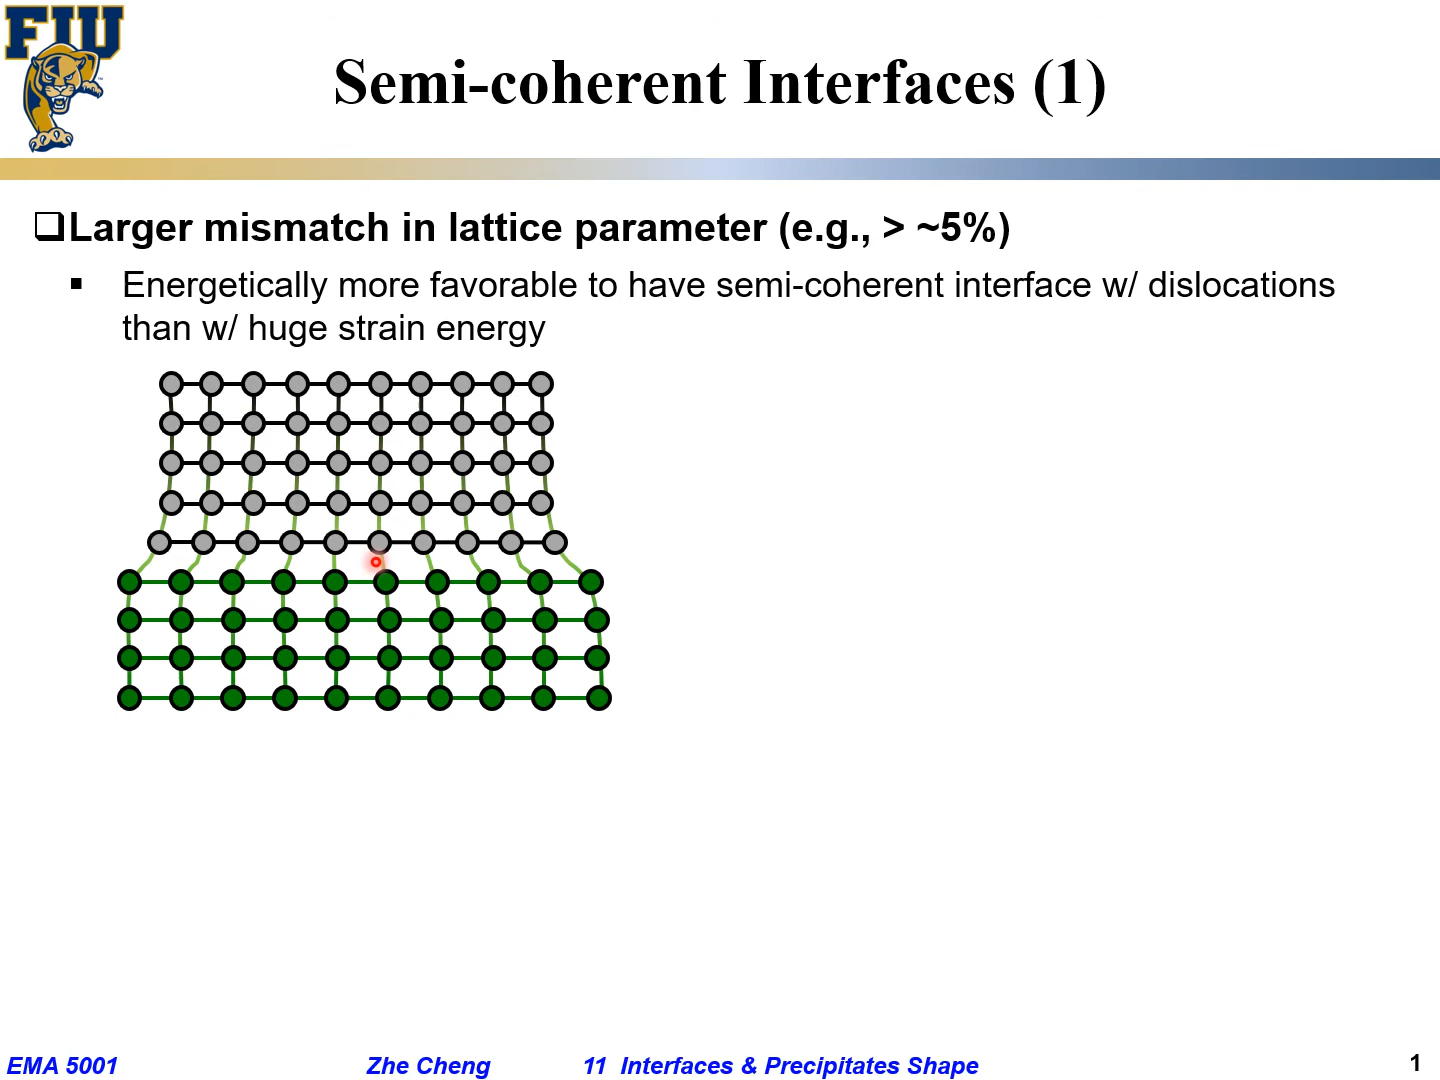 FIU
Semi-coherent Interfaces (1)
Larger mismatch in lattice parameter (e.g., > ~5%)
Energetically more favorable to have semi-coherent interface w/ dislocations
than w/ huge strain energy
EMA 5001 Zhe Cheng 11 Interfaces & Precipitates Shape 1